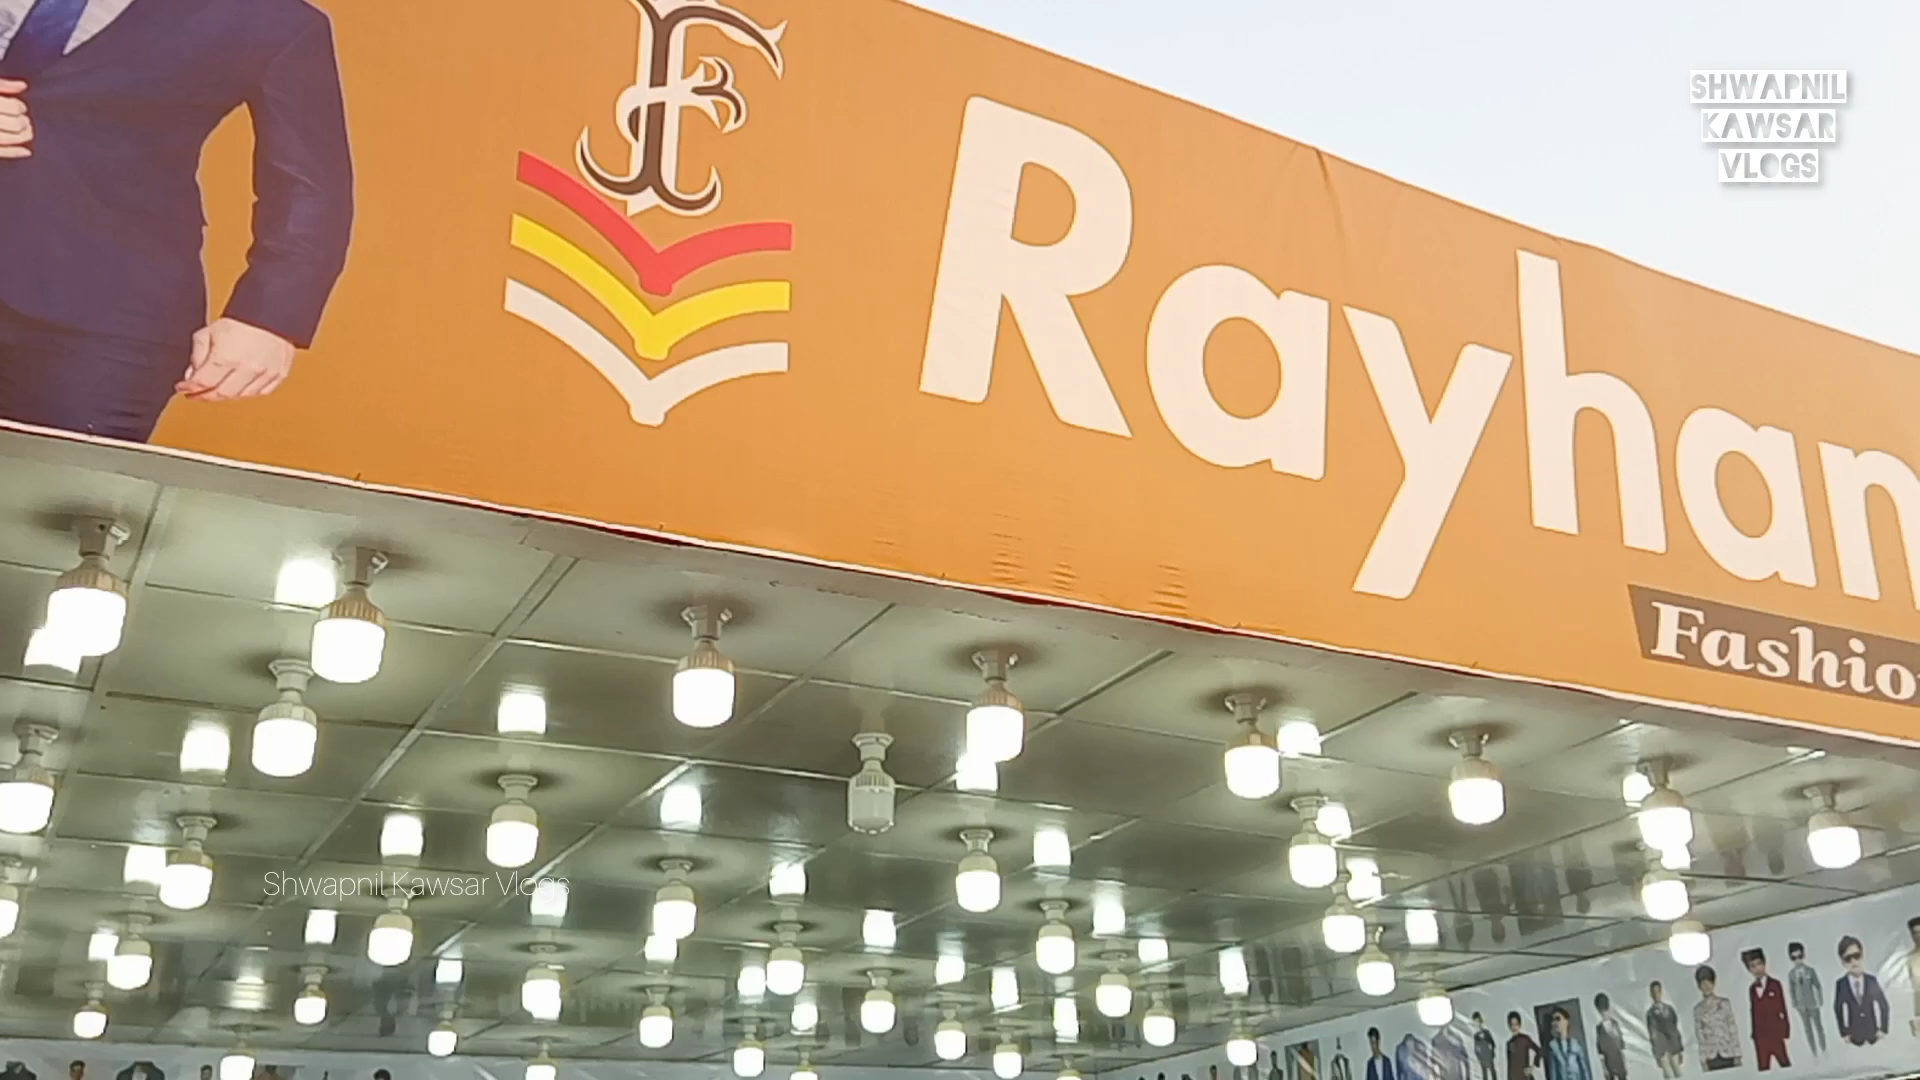 SHWAPNIL
KAWSAR
VLOGS
F
Rayhan
Fashio
Shwapnil Kawsar Vlogs